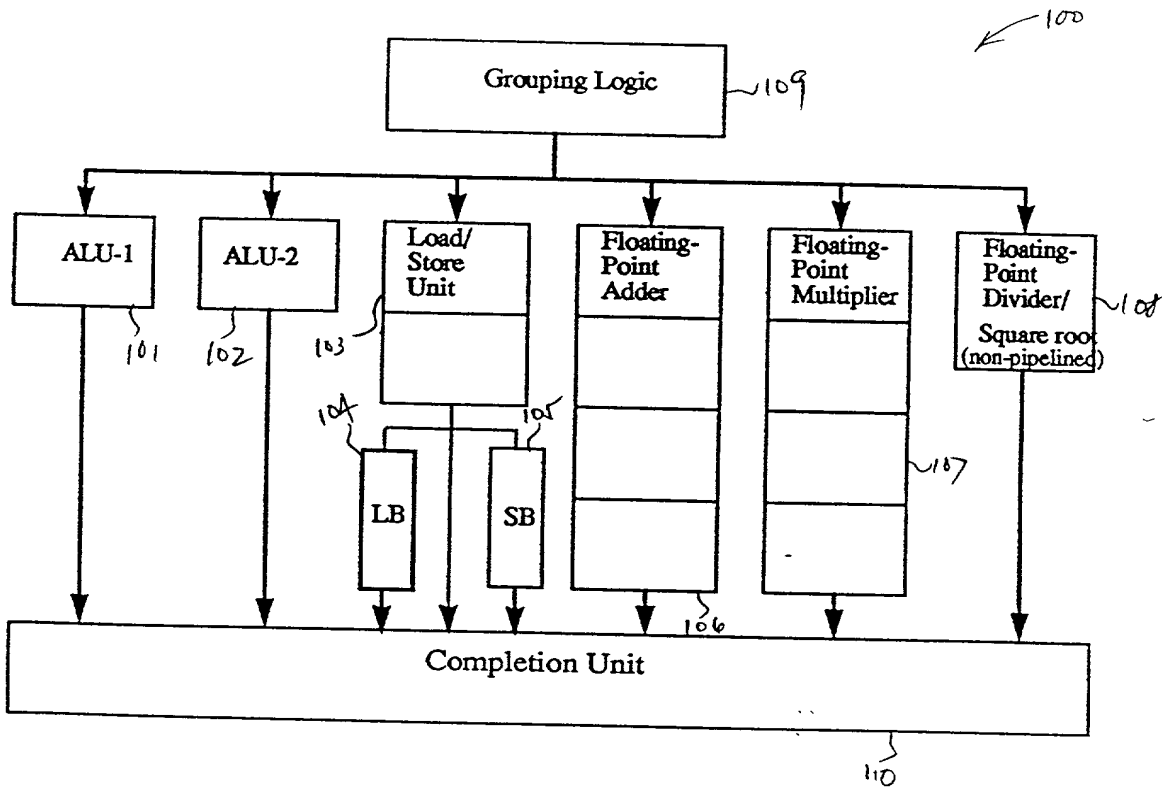 100
Grouping Logic
109
ALU-1
101
ALU-2
102
Load/
Store
Unit
103
Floating-
Point
Adder
106
Floating-
Point
Multiplier
107
Floating-
Point
Divider/
Square roo
(non-pipelined)
108
104
LB
105
SB
Completion Unit
110